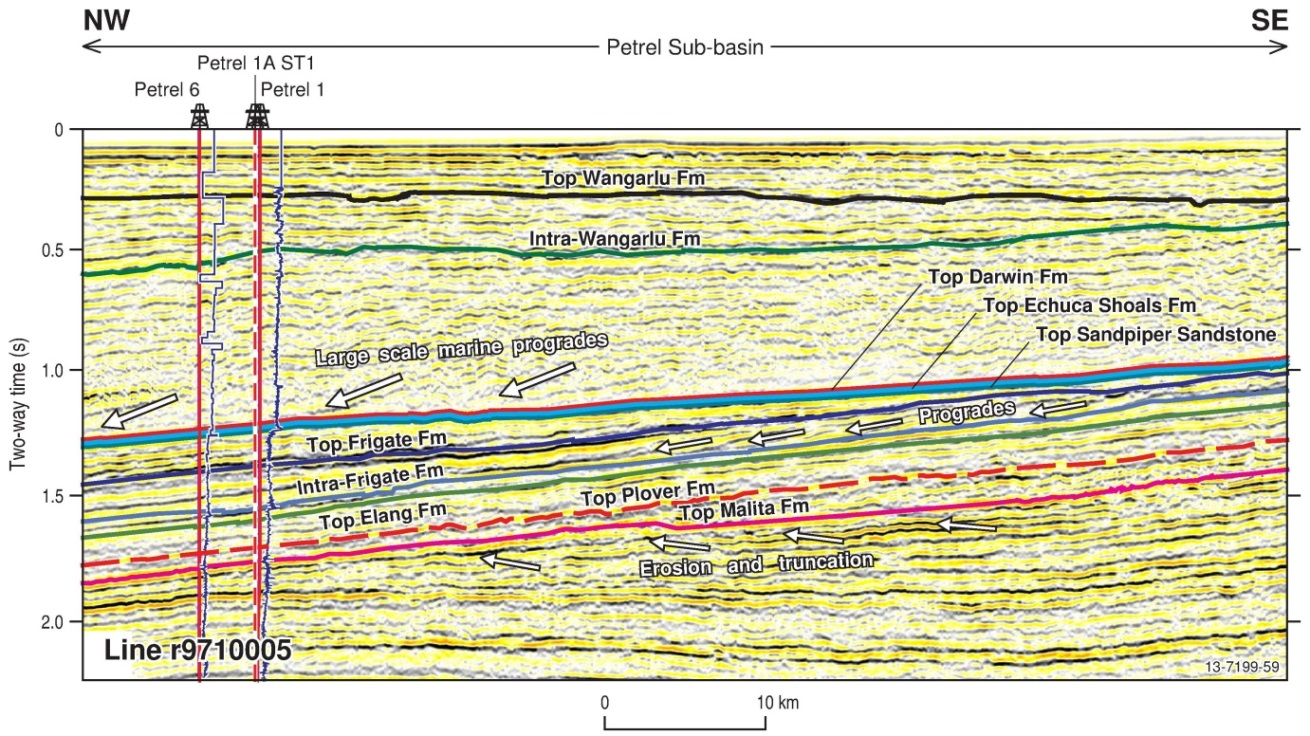 NW
SE
Petrel Sub-basin
Petrel 1A ST1
Petrel 6
Petrel 1
0
Top Wangarlu Fm
Intra-Wangarlu Fm
0.5
Top Darwin Fm
Top Echuca Shoals Fm
Top Sandpiper Sandstone
Large scale marine progrades
1.0
Two-way time (s)
Progrades
Top Frigate Fm
Intra-Frigate Fm
1.5
Top Plover Fm
Top Elang Fm
Top Malita Fm
Erosion and truncation
2.0
Line r9710005
13-7199-59
0 10 km